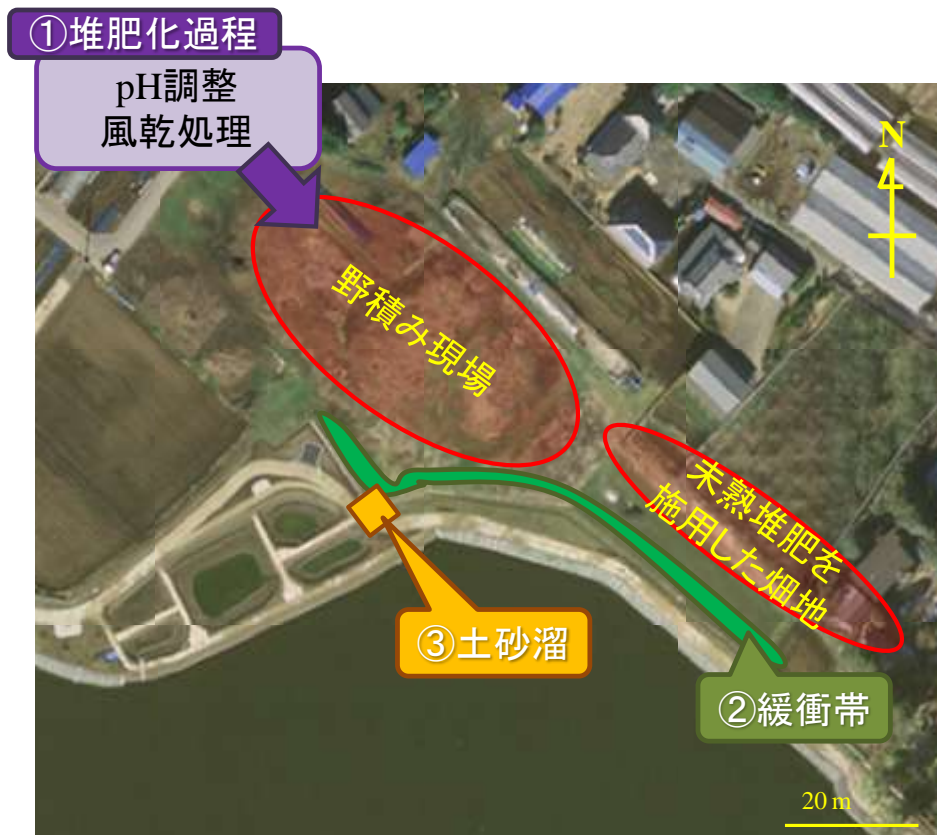 ①堆肥化過程
pH調整
風乾処理
N
野積み現場
未熟堆肥を
施用した畑地
③土砂溜
②緩衝帯
20 m